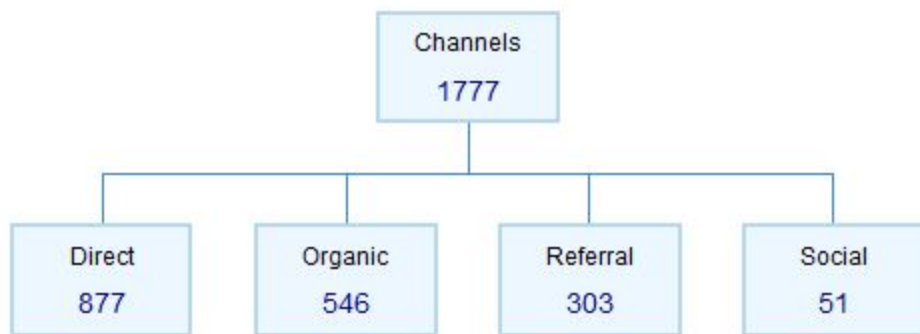 Channels
1777
Direct
877
Organic
546
Referral
303
Social
51